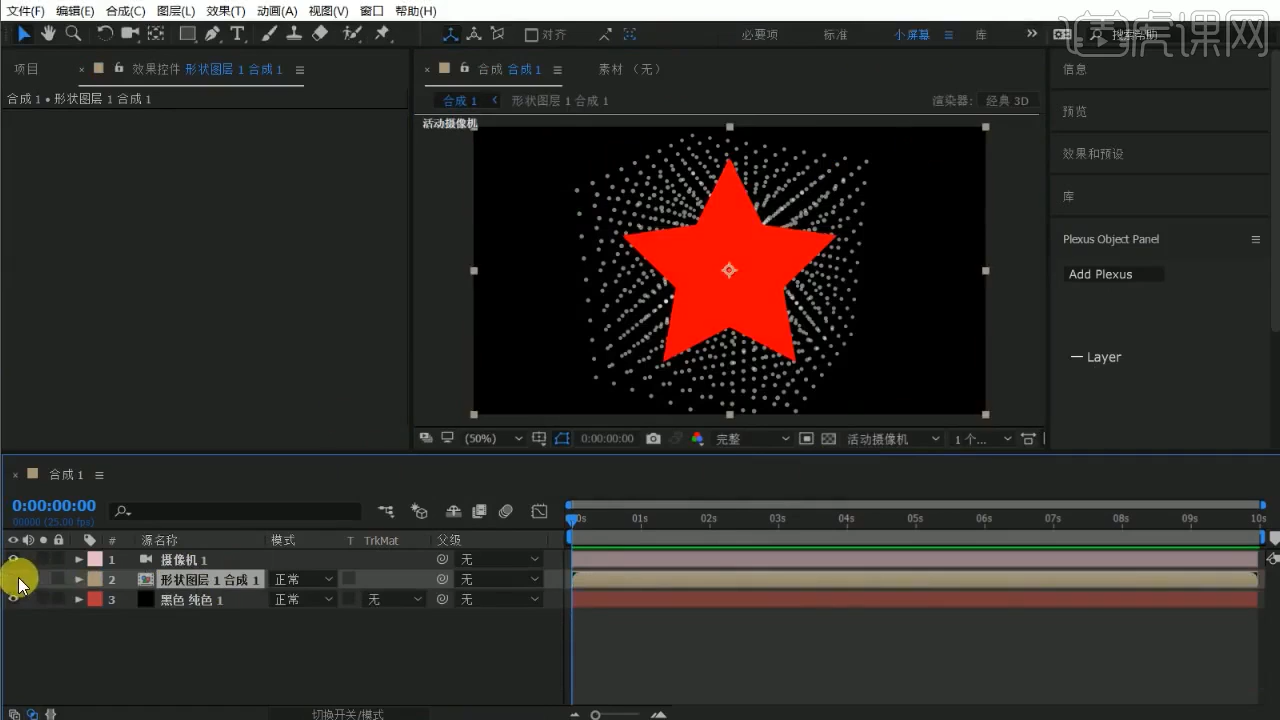 文件(F) 编辑(E) 合成(C) 图层(L) 效果(T) 动画(A) 视图(V) 窗口 帮助(H)
T 对齐 必要项 标准 小屏幕 库 搜索帮助
虎课网
项目 × 效果控件 形状图层 1 合成 1 × 合成 合成 1 素材 （无） 信息
合成 1 • 形状图层 1 合成 1 合成 1 形状图层 1 合成 1 渲染器: 经典 3D
预览
活动摄像机
效果和预设
库
Plexus Object Panel
Add Plexus
Layer
(50%) 0:00:00:00 完整 活动摄像机 1 个...
× 合成 1
0:00:00:00
00000 (25.00 fps)
0s 01s 02s 03s 04s 05s 06s 07s 08s 09s 10s
# 源名称 模式 T TrkMat 父级
1 摄像机 1 无
2 形状图层 1 合成 1 正常 无
3 黑色 纯色 1 正常 无 无
切换开关/模式